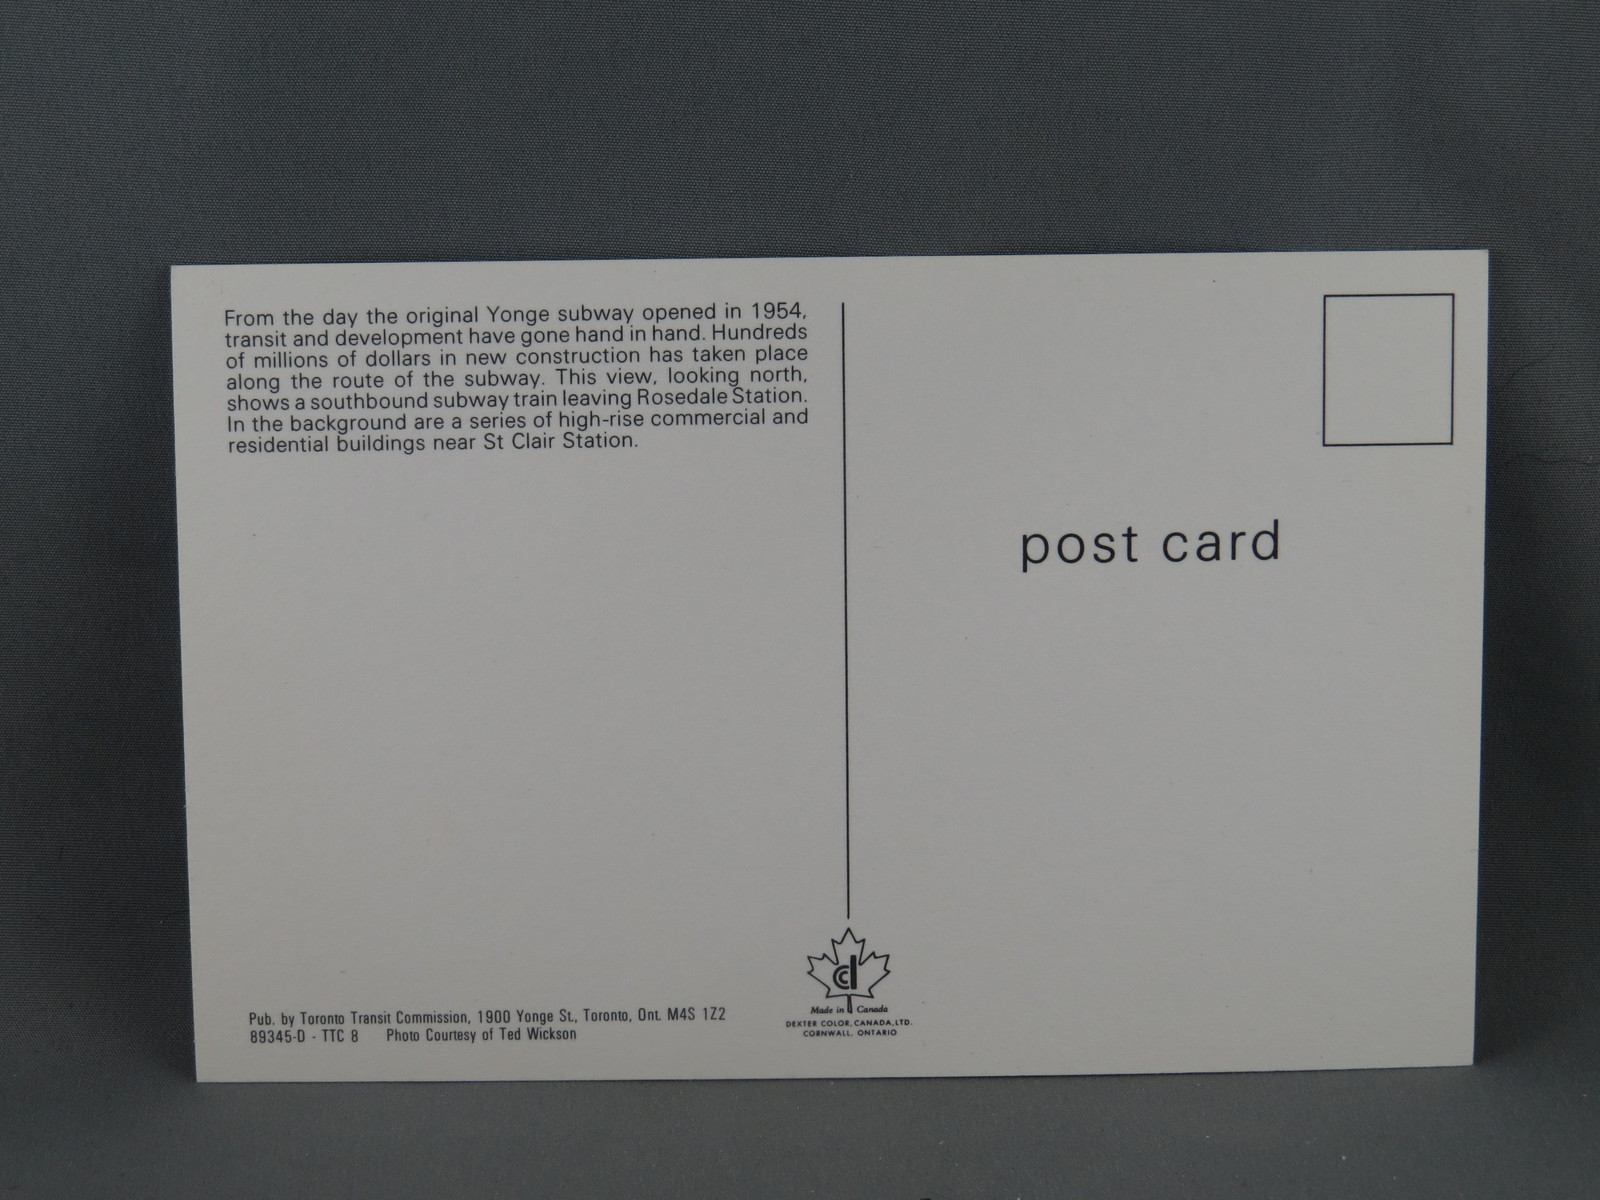 From the day the original Yonge subway opened in 1954,
transit and development have gone hand in hand. Hundreds
of millions of dollars in new construction has taken place
along the route of the subway. This view, looking north,
shows a southbound subway train leaving Rosedale Station.
In the background are a series of high-rise commercial and
residential buildings near St Clair Station.
post card
Pub. by Toronto Transit Commission, 1900 Yonge St., Toronto, Ont. M4S 1Z2
89345-D - TTC 8 Photo Courtesy of Ted Wickson
Made in Canada
DEXTER COLOR, CANADA, LTD.
CORNWALL, ONTARIO